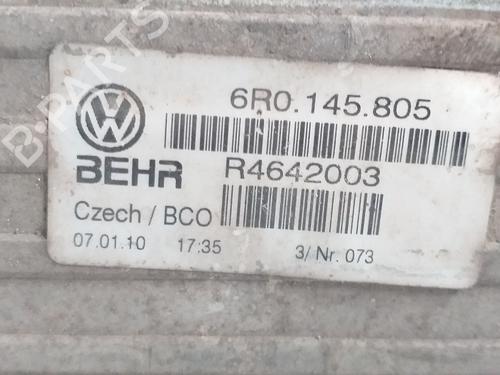 B-PARTS
6R0.145.805
BEHR
R4642003
Czech / BCO
07.01.10 17:35 3/ Nr. 073